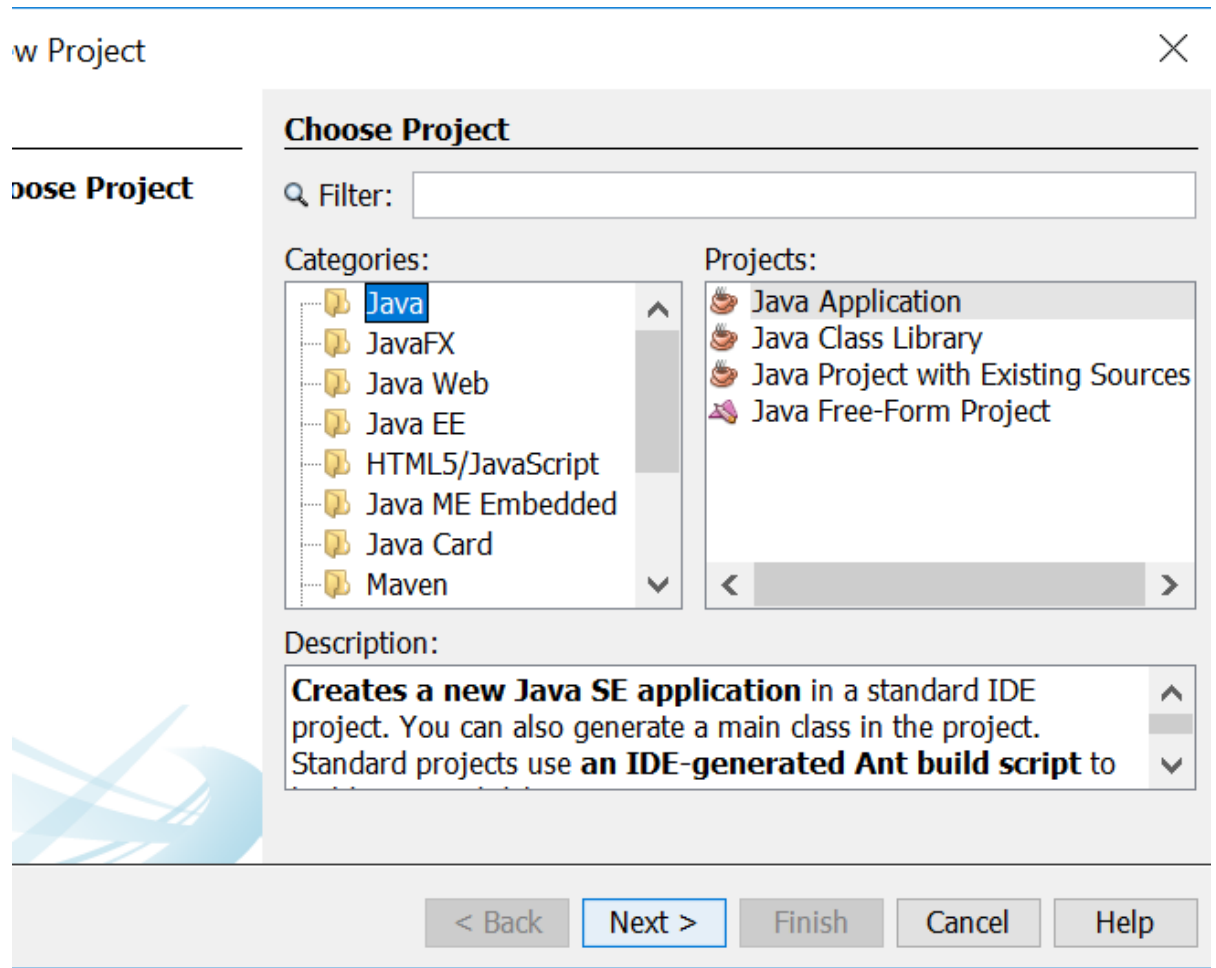 w Project
Choose Project
oose Project
Filter:
Categories:
Projects:
Java
JavaFX
Java Web
Java EE
HTML5/JavaScript
Java ME Embedded
Java Card
Maven
Java Application
Java Class Library
Java Project with Existing Sources
Java Free-Form Project
Description:
Creates a new Java SE application in a standard IDE
project. You can also generate a main class in the project.
Standard projects use an IDE-generated Ant build script to
< Back
Next >
Finish
Cancel
Help